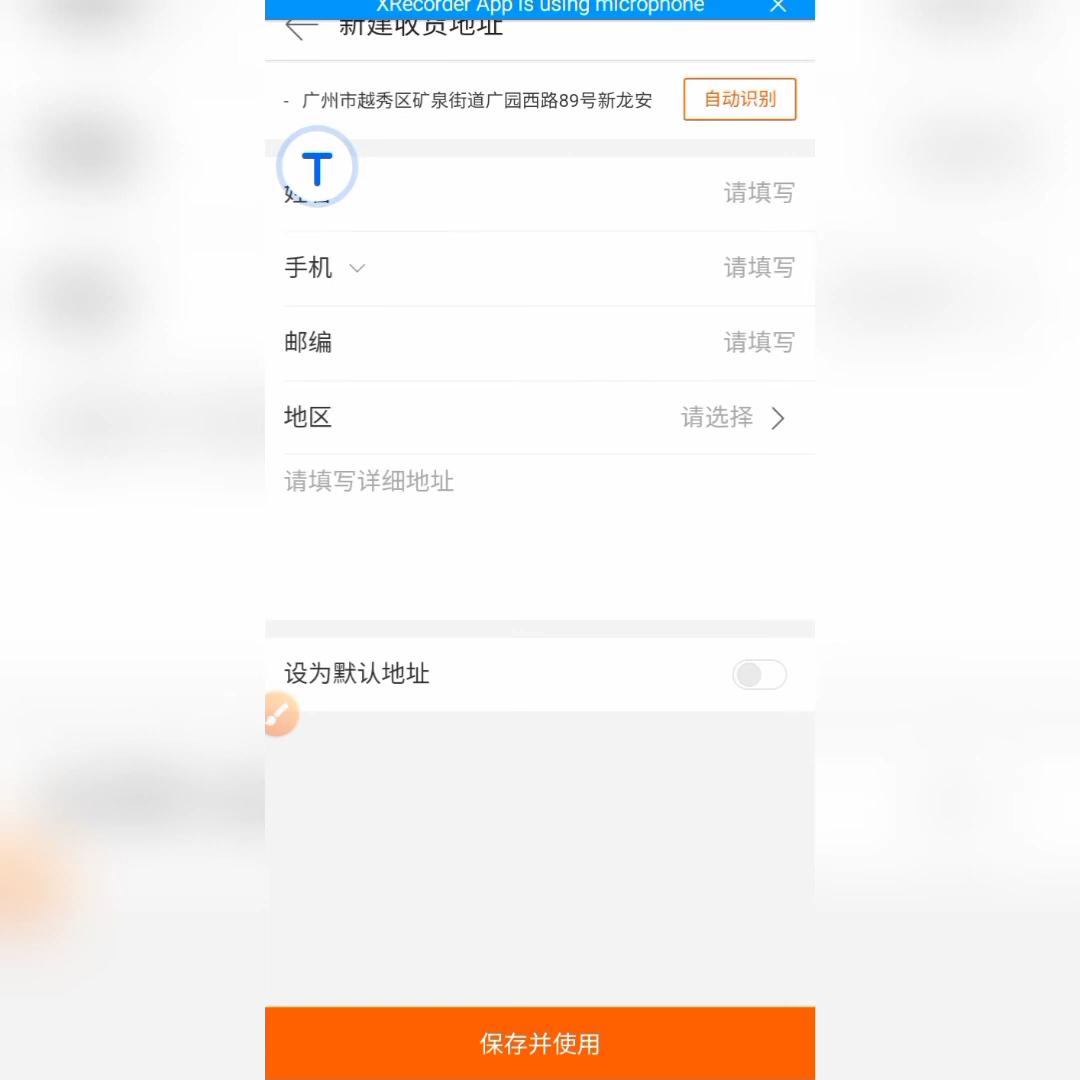 XRecorder App is using microphone
新建收货地址
- 广州市越秀区矿泉街道广园西路89号新龙安
自动识别
T
请填写
手机
请填写
邮编
请填写
地区
请选择
请填写详细地址
设为默认地址
保存并使用